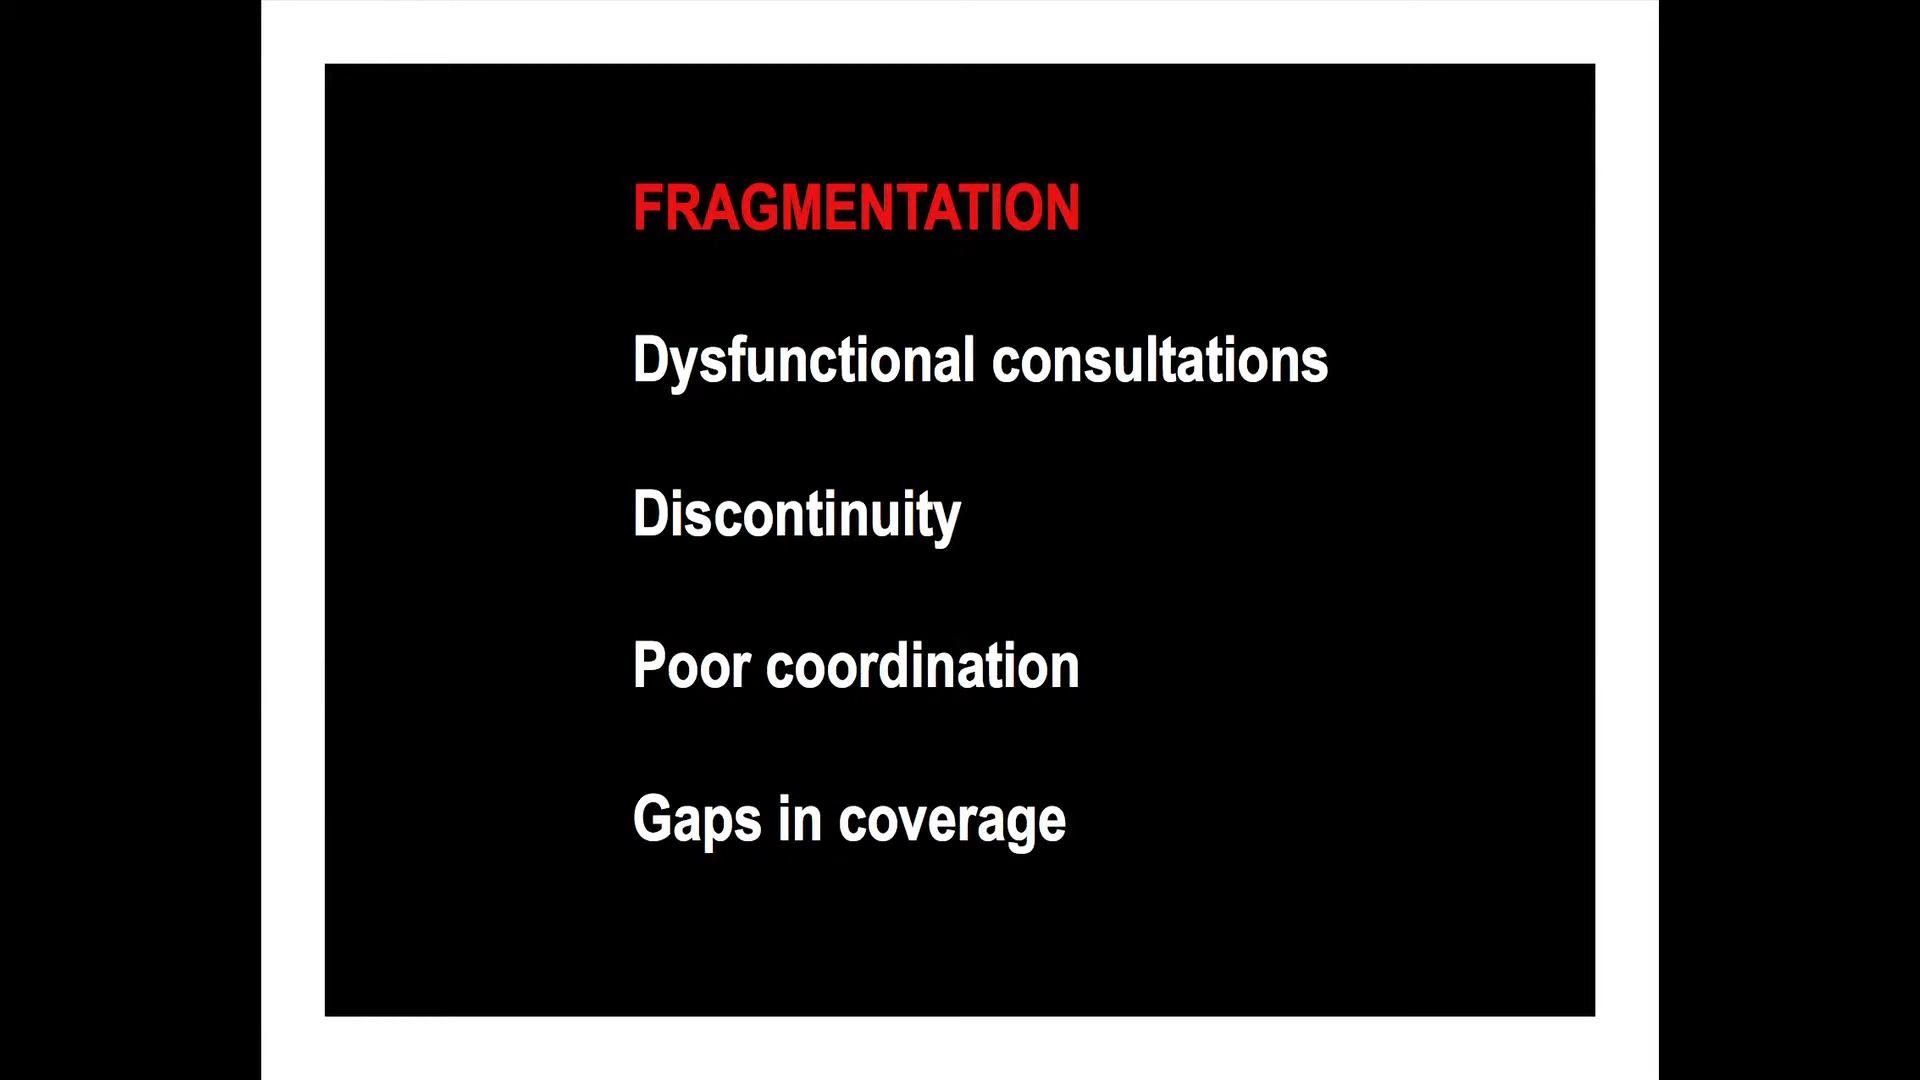 FRAGMENTATION
Dysfunctional consultations
Discontinuity
Poor coordination
Gaps in coverage